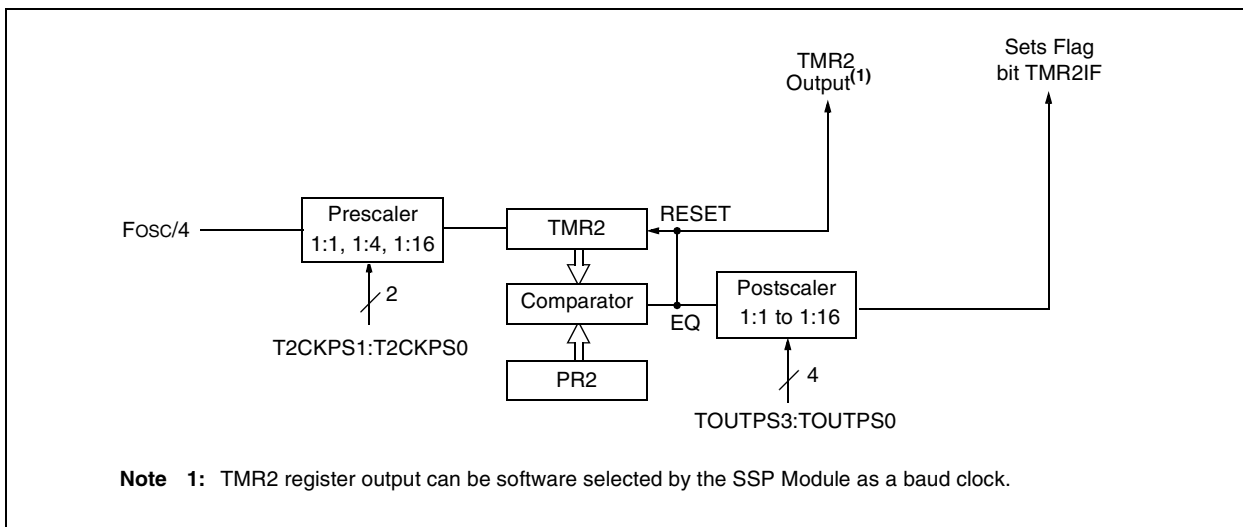 TMR2
Output(1)
Sets Flag
bit TMR2IF
FOSC/4
Prescaler
1:1, 1:4, 1:16
TMR2
RESET
2
T2CKPS1:T2CKPS0
Comparator
EQ
Postscaler
1:1 to 1:16
PR2
4
TOUTPS3:TOUTPS0
Note 1: TMR2 register output can be software selected by the SSP Module as a baud clock.